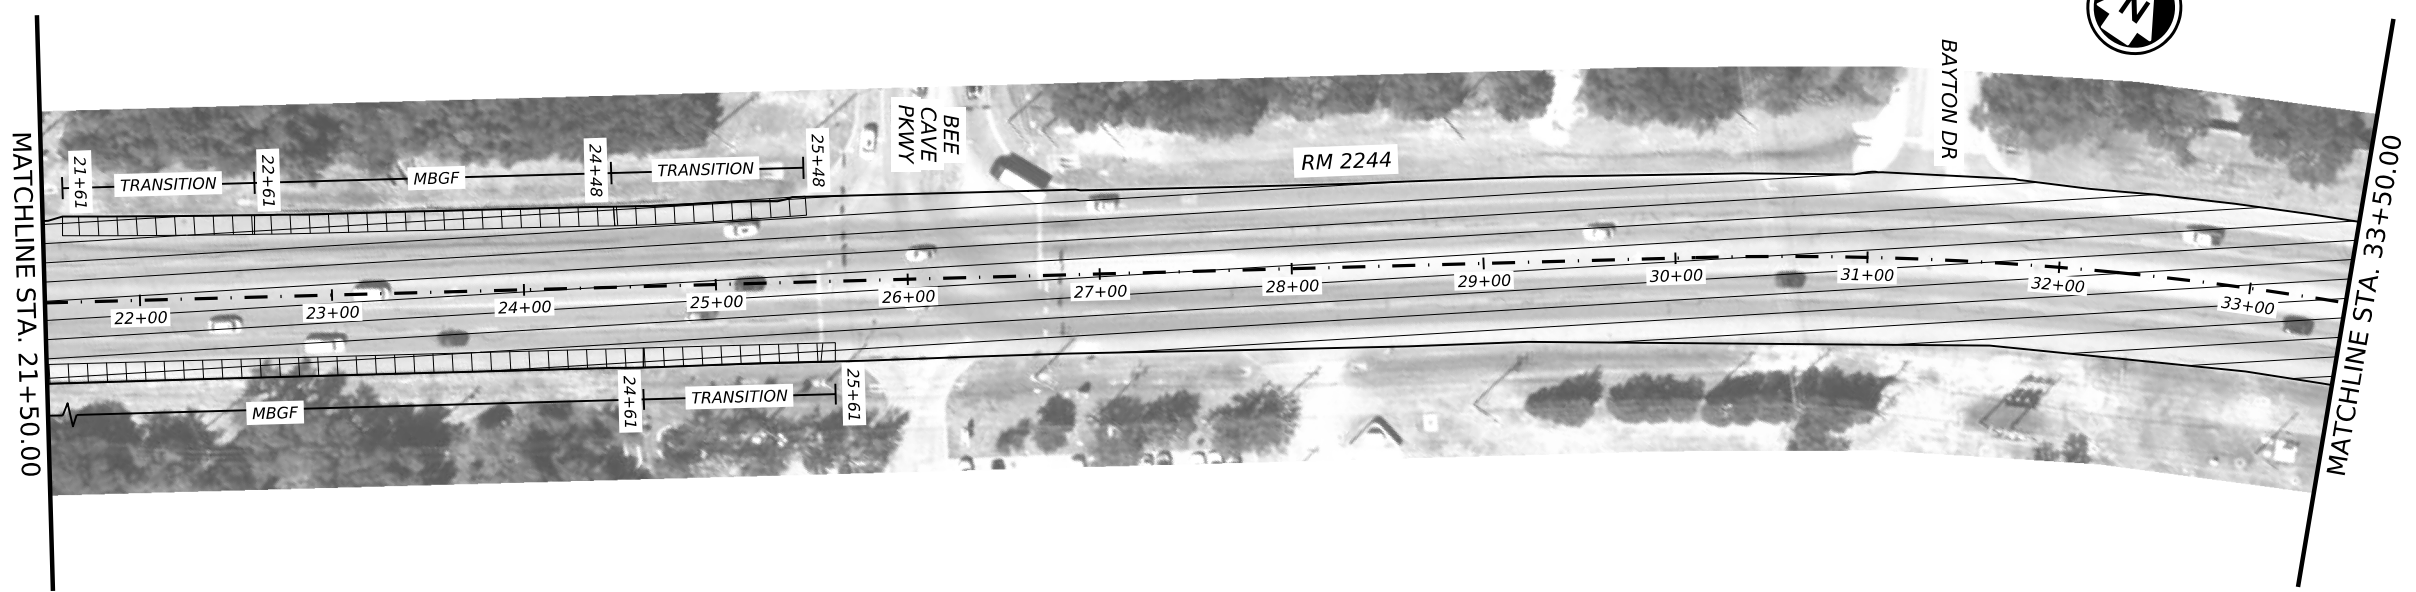 MATCHLINE STA. 21+50.00
21+61
TRANSITION
22+61
MBGF
24+48
TRANSITION
25+48
BEE
CAVE
PKWY
RM 2244
BAYTON DR
N
22+00
23+00
24+00
25+00
26+00
27+00
28+00
29+00
30+00
31+00
32+00
33+00
MBGF
24+61
TRANSITION
25+61
MATCHLINE STA. 33+50.00